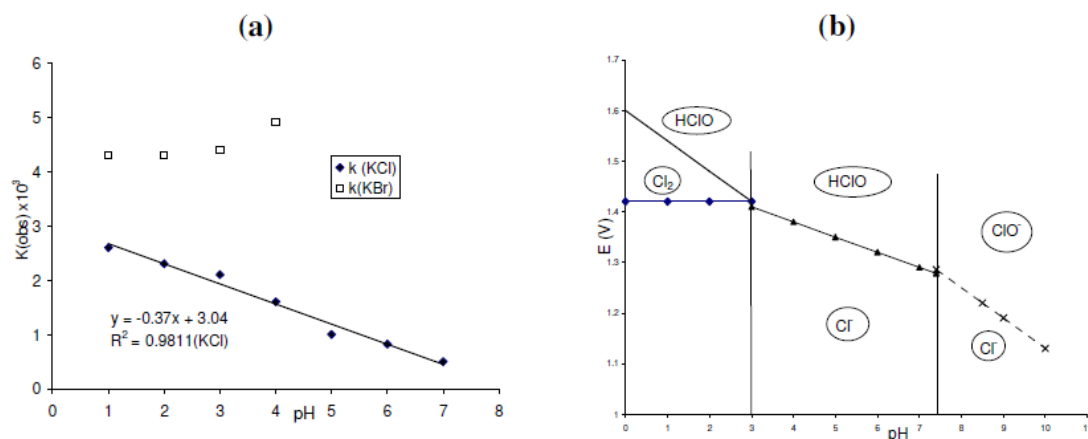 (a)
K(obs) x10³
6
5
4
3
2
1
0
k (KCl)
k(KBr)
y = -0.37x + 3.04
R² = 0.9811(KCl)
0 1 2 3 4 5 6 7 8
pH
(b)
E (V)
1.7
1.6
1.5
1.4
1.3
1.2
1.1
1
HClO
Cl₂
HClO
ClO⁻
Cl⁻
Cl⁻
0 1 2 3 4 5 6 7 8 9 10 1
pH